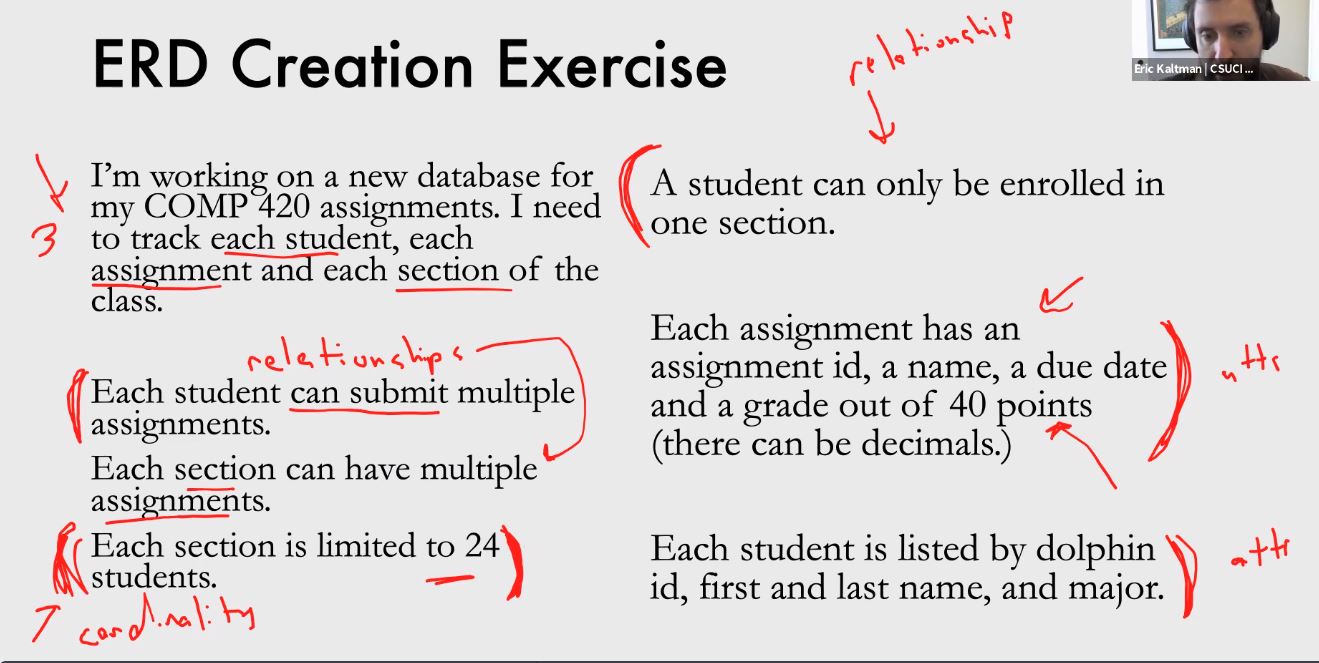 ERD Creation Exercise
relationship
Eric Kaltman | CSUCI ...
3
I'm working on a new database for
my COMP 420 assignments. I need
to track each student, each
assignment and each section of the
class.
relationships
Each student can submit multiple
assignments.
Each section can have multiple
assignments.
Each section is limited to 24
students.
cardinality
A student can only be enrolled in
one section.
Each assignment has an
assignment id, a name, a due date
and a grade out of 40 points
(there can be decimals.)
attr
Each student is listed by dolphin
id, first and last name, and major.
attr